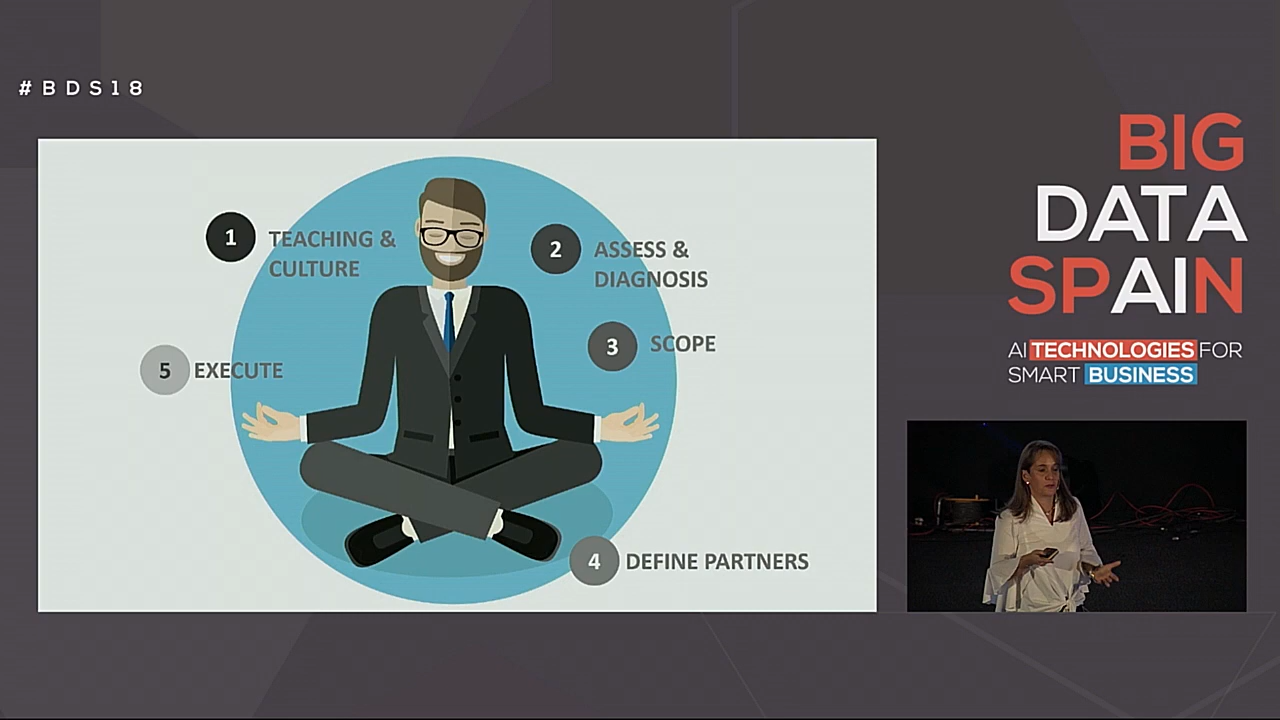 #BDS18
1 TEACHING &
CULTURE
2 ASSESS &
DIAGNOSIS
3 SCOPE
5 EXECUTE
4 DEFINE PARTNERS
BIG
DATA
SPAIN
AI TECHNOLOGIES FOR
SMART BUSINESS